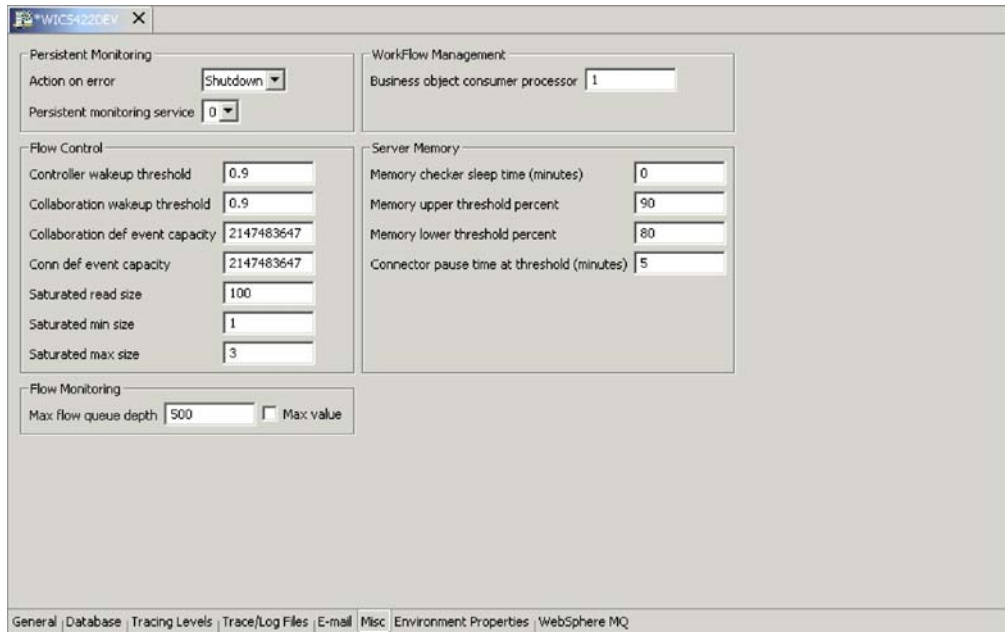 *WICS422DEV
Persistent Monitoring
Action on error Shutdown
Persistent monitoring service 0
WorkFlow Management
Business object consumer processor 1
Flow Control
Controller wakeup threshold 0.9
Collaboration wakeup threshold 0.9
Collaboration def event capacity 2147483647
Conn def event capacity 2147483647
Saturated read size 100
Saturated min size 1
Saturated max size 3
Server Memory
Memory checker sleep time (minutes) 0
Memory upper threshold percent 90
Memory lower threshold percent 80
Connector pause time at threshold (minutes) 5
Flow Monitoring
Max flow queue depth 500 Max value
General Database Tracing Levels Trace/Log Files E-mail Misc Environment Properties WebSphere MQ